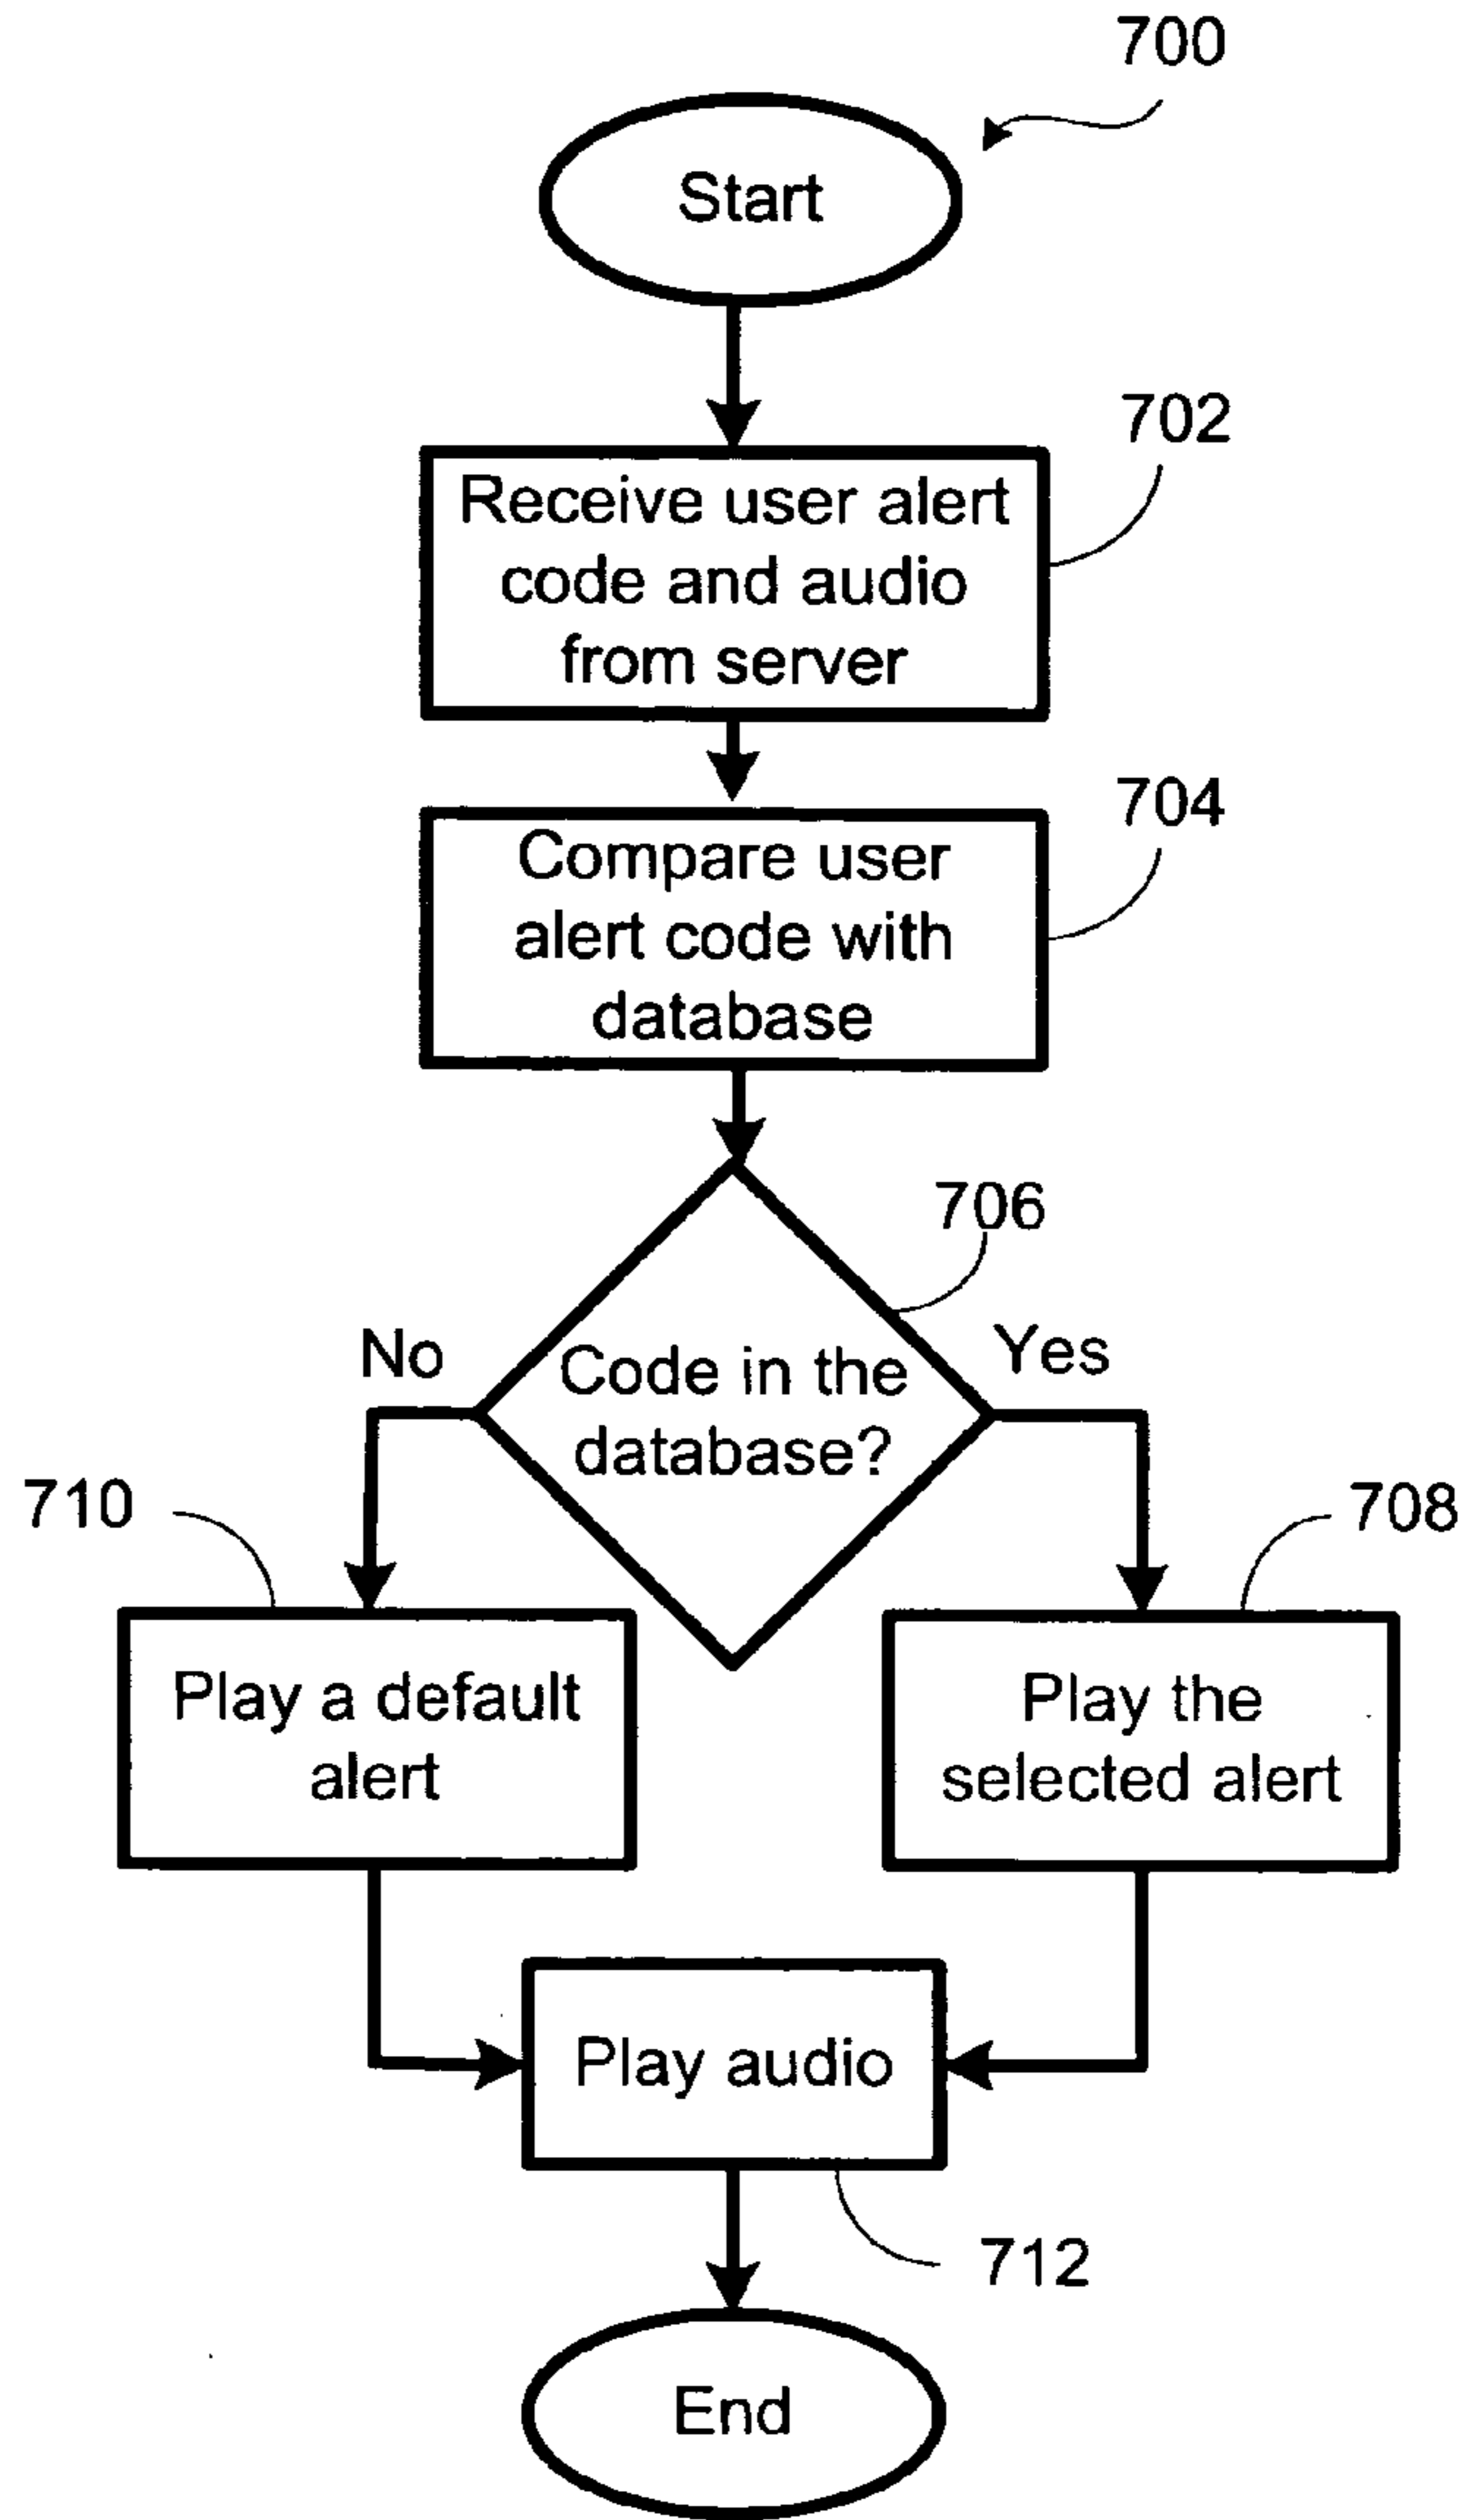 700
Start
702
Receive user alert
code and audio
from server
704
Compare user
alert code with
database
706
No
Yes
Code in the
database?
710
708
Play a default
alert
Play the
selected alert
Play audio
712
End